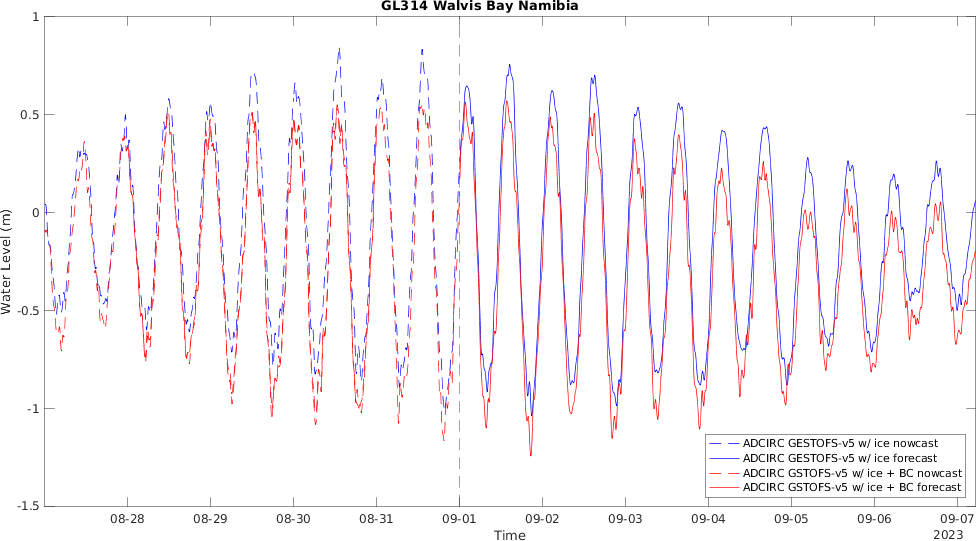 GL314 Walvis Bay Namibia
1
0.5
0
-0.5
-1
-1.5
Water Level (m)
08-28 08-29 08-30 08-31 09-01 09-02 09-03 09-04 09-05 09-06 09-07
Time
2023
ADCIRC GESTOFS-v5 w/ ice nowcast
ADCIRC GESTOFS-v5 w/ ice forecast
ADCIRC GSTOFS-v5 w/ ice + BC nowcast
ADCIRC GSTOFS-v5 w/ ice + BC forecast